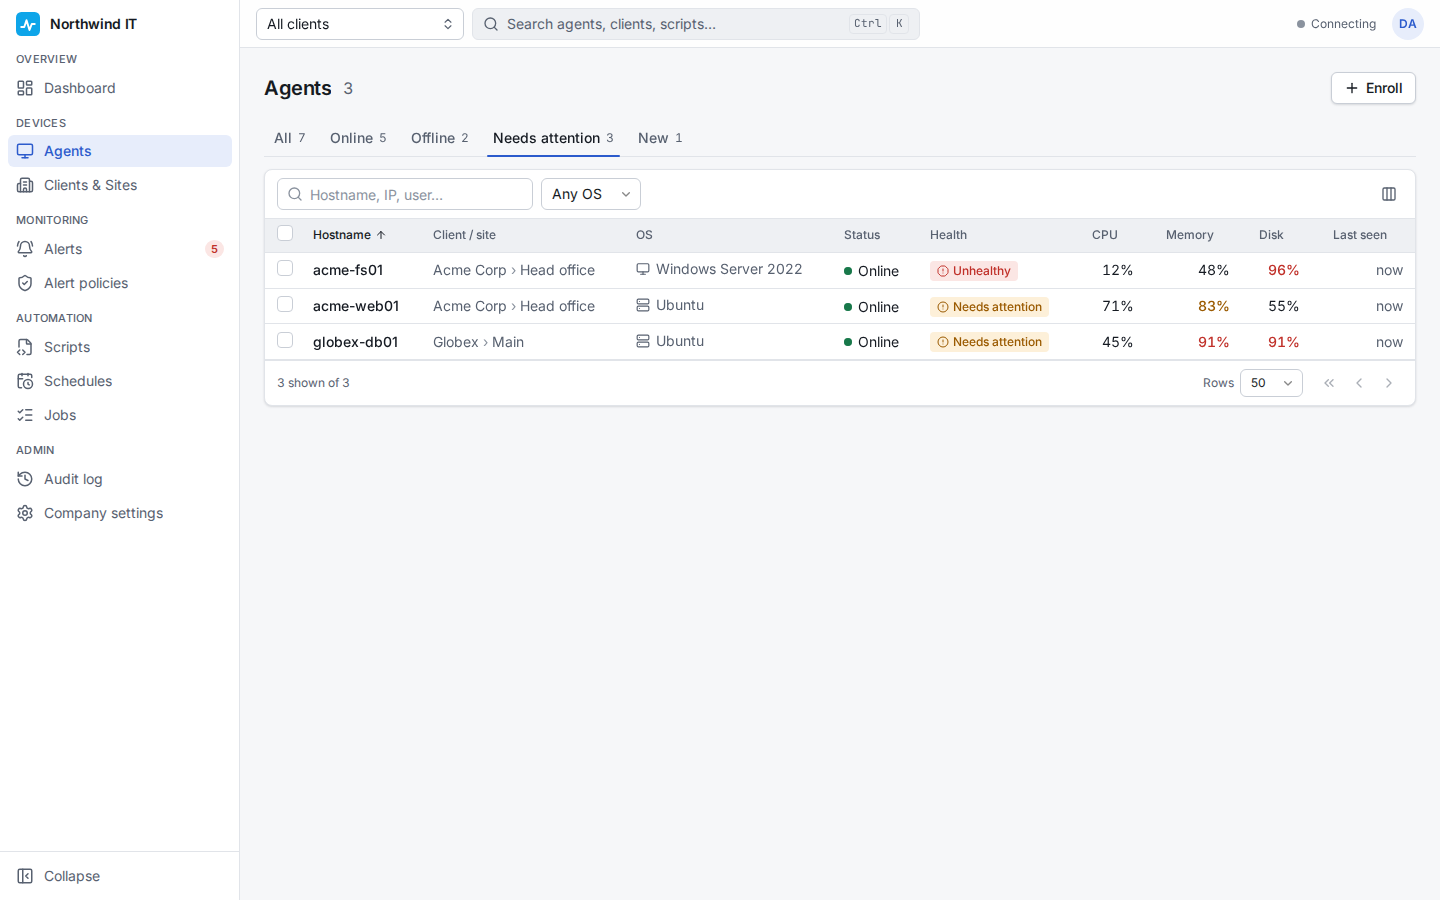 Northwind IT
OVERVIEW
Dashboard
DEVICES
Agents
Clients & Sites
MONITORING
Alerts 5
Alert policies
AUTOMATION
Scripts
Schedules
Jobs
ADMIN
Audit log
Company settings
Collapse
All clients
Search agents, clients, scripts...
Ctrl K
Connecting
DA
Agents 3
Enroll
All 7 Online 5 Offline 2 Needs attention 3 New 1
Hostname, IP, user...
Any OS
Hostname Client / site OS Status Health CPU Memory Disk Last seen
acme-fs01 Acme Corp › Head office Windows Server 2022 Online Unhealthy 12% 48% 96% now
acme-web01 Acme Corp › Head office Ubuntu Online Needs attention 71% 83% 55% now
globex-db01 Globex › Main Ubuntu Online Needs attention 45% 91% 91% now
3 shown of 3
Rows 50